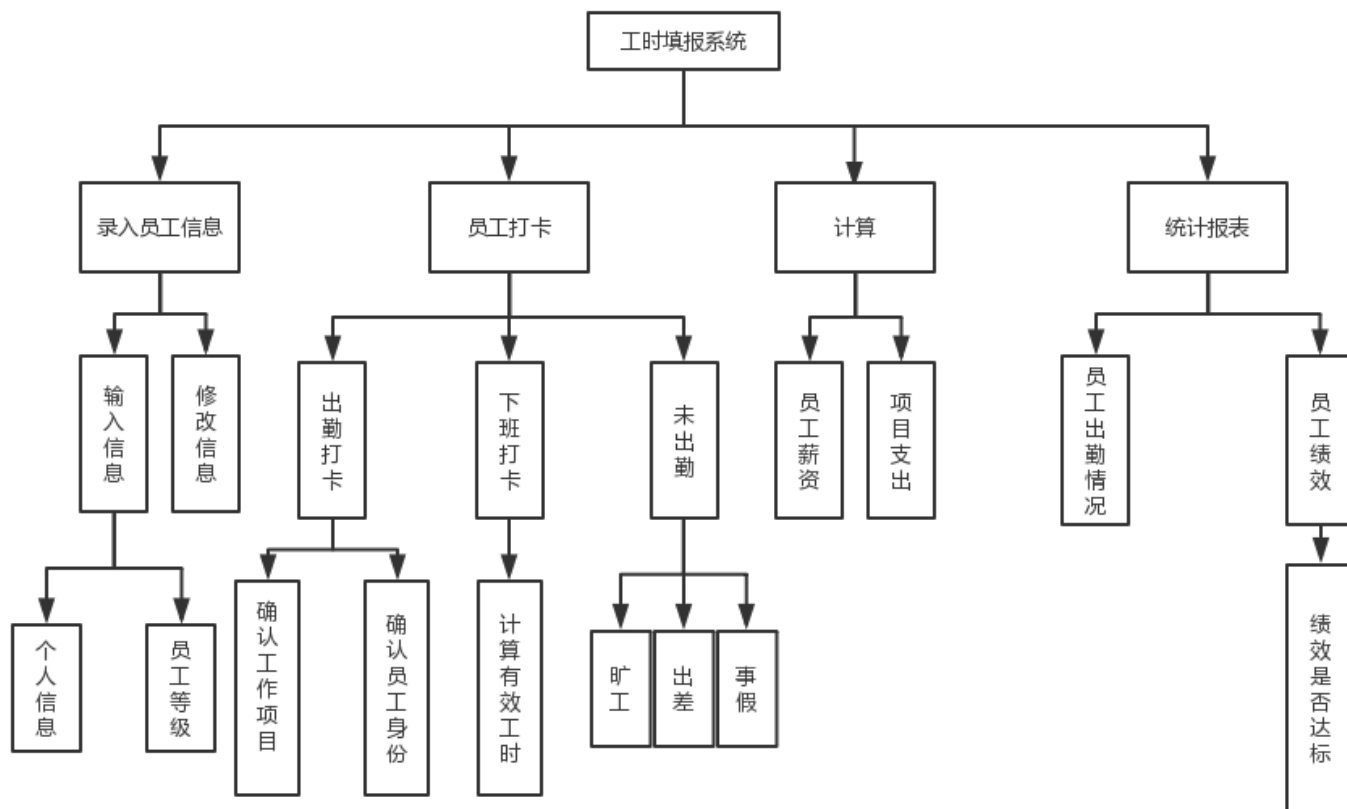 工时填报系统
录入员工信息
员工打卡
计算
统计报表
输入信息
修改信息
出勤打卡
下班打卡
未出勤
员工薪资
项目支出
员工出勤情况
员工绩效
个人信息
员工等级
确认工作项目
确认员工身份
计算有效工时
旷工
出差
事假
绩效是否达标